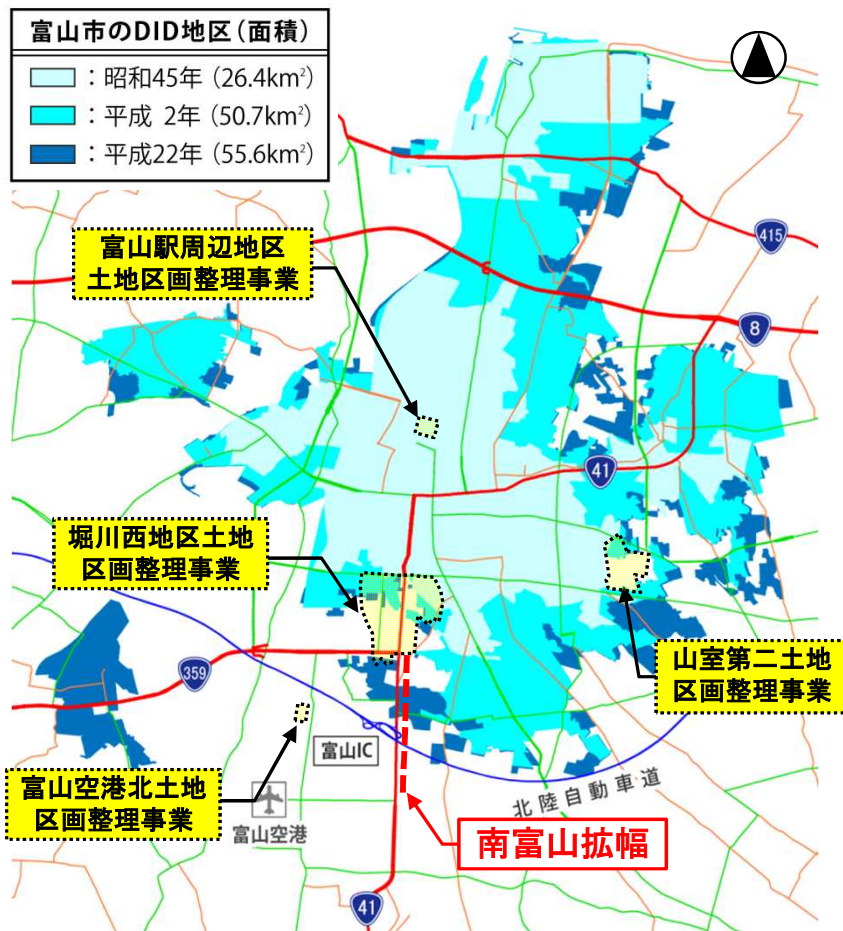 富山市のDID地区(面積)
：昭和45年(26.4km²)
：平成 2年(50.7km²)
：平成22年(55.6km²)
富山駅周辺地区
土地区画整理事業
415
8
41
堀川西地区土地
区画整理事業
山室第二土地
区画整理事業
359
富山IC
富山空港北土地
区画整理事業
富山空港
北陸自動車道
南富山拡幅
41